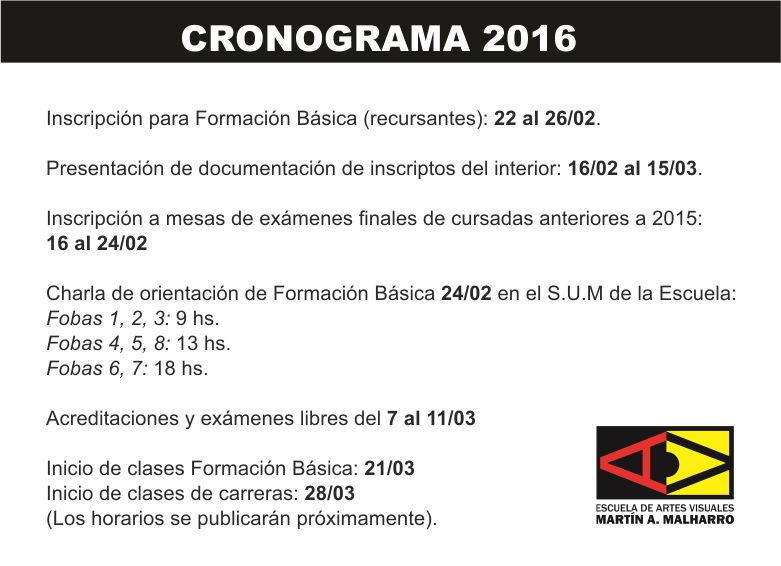 CRONOGRAMA 2016
Inscripción para Formación Básica (recursantes): 22 al 26/02.
Presentación de documentación de inscriptos del interior: 16/02 al 15/03.
Inscripción a mesas de exámenes finales de cursadas anteriores a 2015:
16 al 24/02
Charla de orientación de Formación Básica 24/02 en el S.U.M de la Escuela:
Fobas 1, 2, 3: 9 hs.
Fobas 4, 5, 8: 13 hs.
Fobas 6, 7: 18 hs.
Acreditaciones y exámenes libres del 7 al 11/03
Inicio de clases Formación Básica: 21/03
Inicio de clases de carreras: 28/03
(Los horarios se publicarán próximamente).
ESCUELA DE ARTES VISUALES
MARTÍN A. MALHARRO